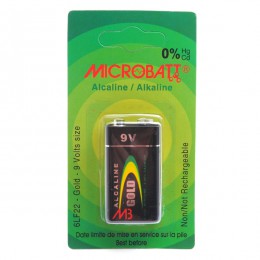 0% Hg
Cd
MICROBATT®
Alcaline / Alkaline
6LF22 - Gold - 9 Volts size
Non/Not Rechargeable
9V
ALCALINE
GOLD
MB
Date limite de mise en service sur la pile
Best before